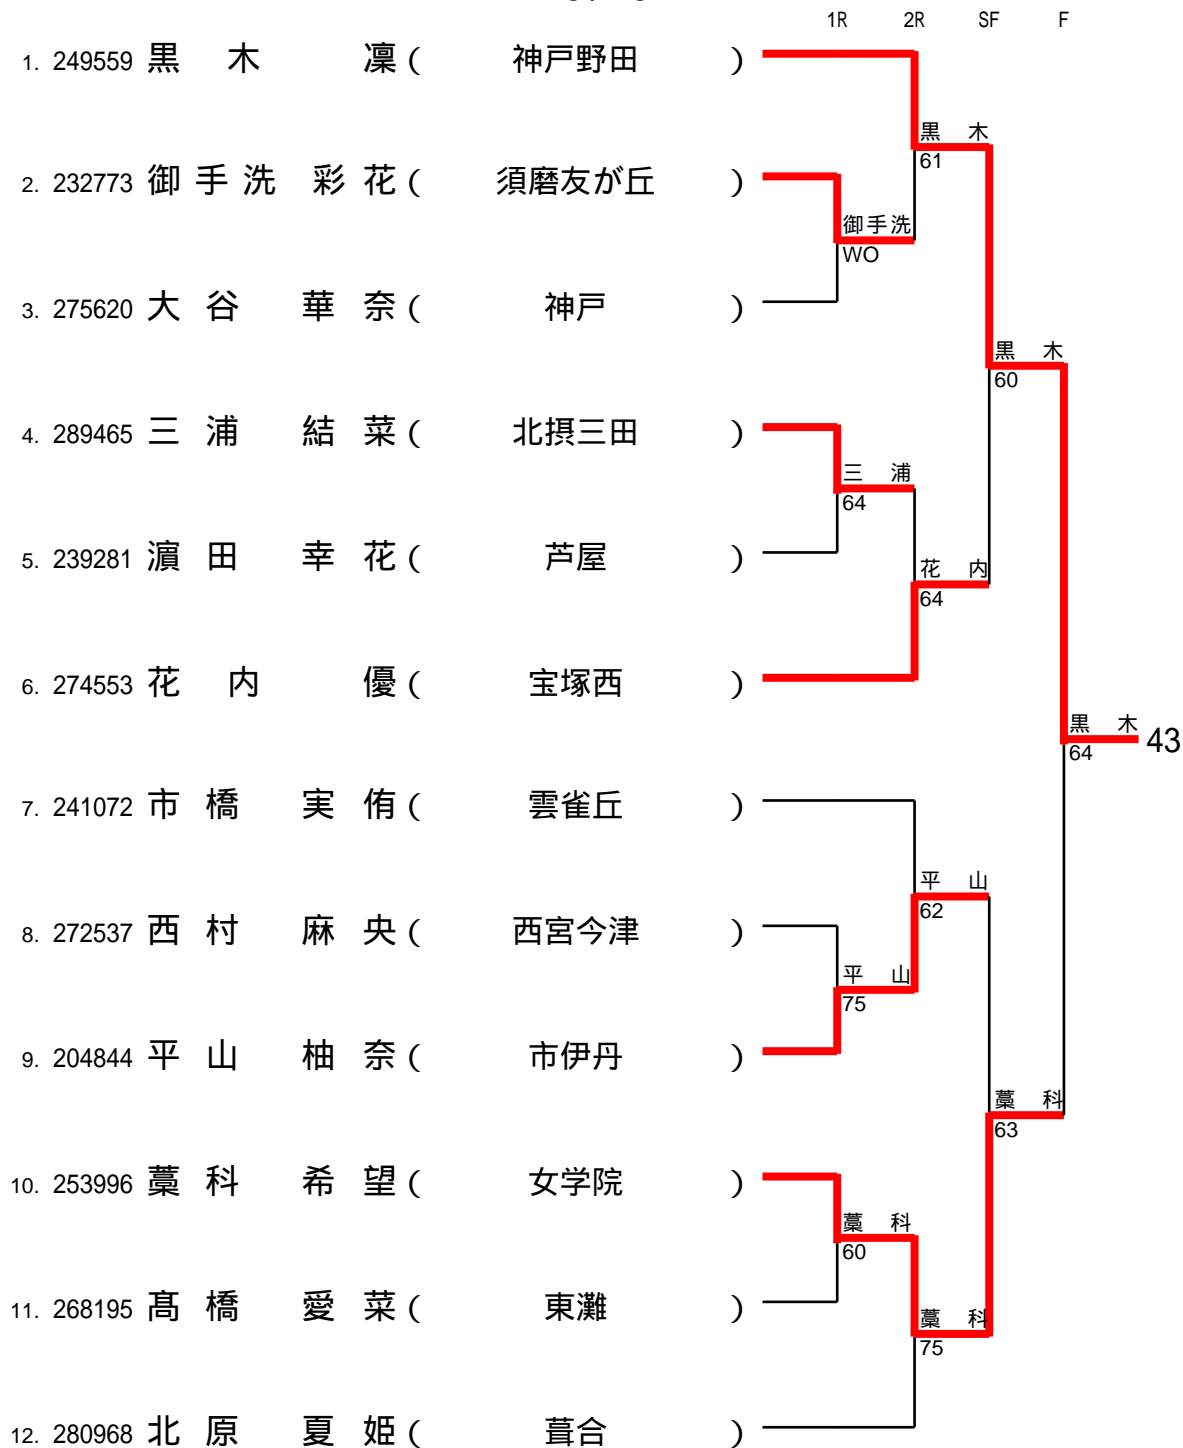 1R 2R SF F
1. 249559 黒木 凜 ( 神戸野田 )
黒木
61
2. 232773 御手洗 彩花 ( 須磨友が丘 )
御手洗
WO
3. 275620 大谷 華奈 ( 神戸 )
黒木
60
4. 289465 三浦 結菜 ( 北摂三田 )
三浦
64
5. 239281 濵田 幸花 ( 芦屋 )
花内
64
6. 274553 花内 優 ( 宝塚西 )
黒木
64
43
7. 241072 市橋 実侑 ( 雲雀丘 )
平山
62
8. 272537 西村 麻央 ( 西宮今津 )
平山
75
9. 204844 平山 柚奈 ( 市伊丹 )
藁科
63
10. 253996 藁科 希望 ( 女学院 )
藁科
60
11. 268195 髙橋 愛菜 ( 東灘 )
藁科
75
12. 280968 北原 夏姫 ( 葺合 )